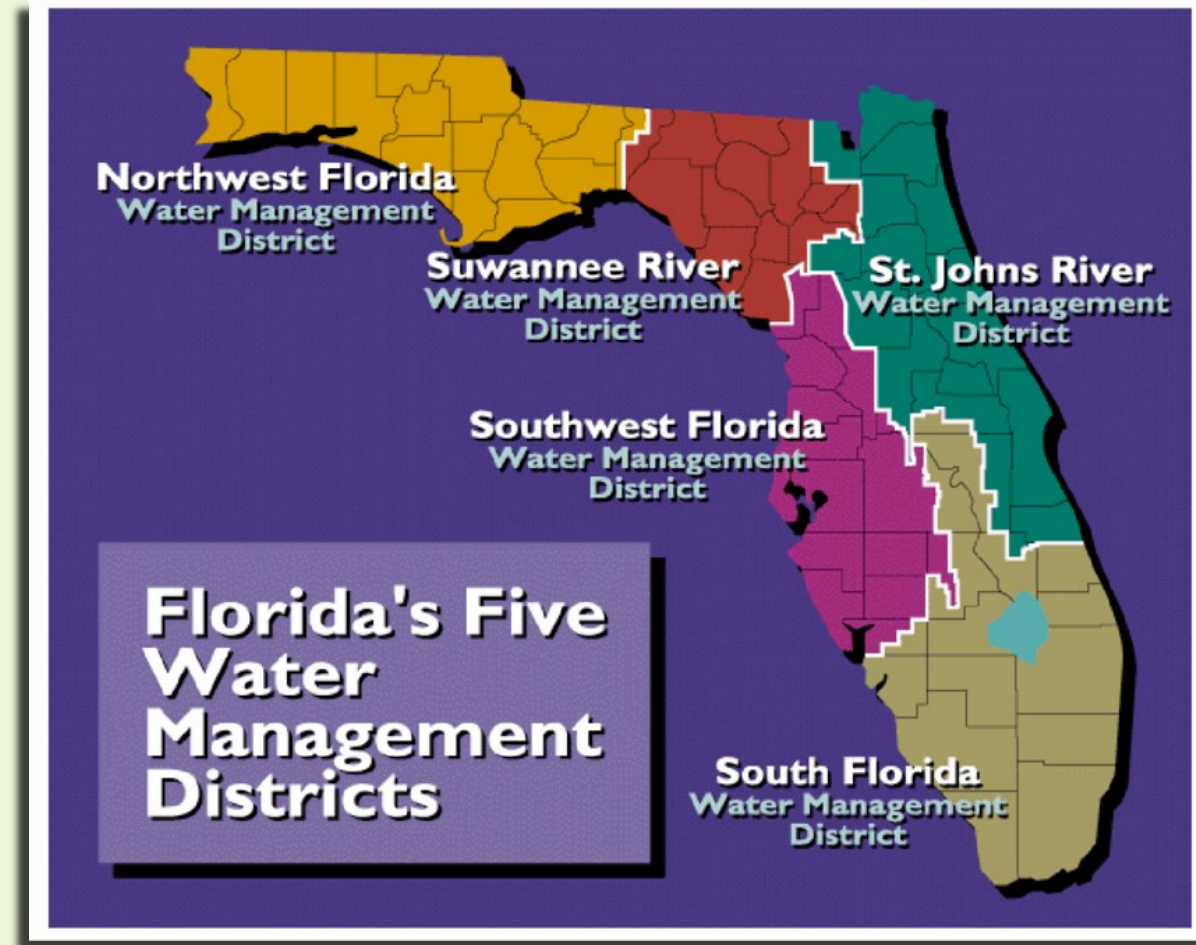 Northwest Florida
Water Management
District
Suwannee River
Water Management
District
St. Johns River
Water Management
District
Southwest Florida
Water Management
District
Florida's Five
Water
Management
Districts
South Florida
Water Management
District